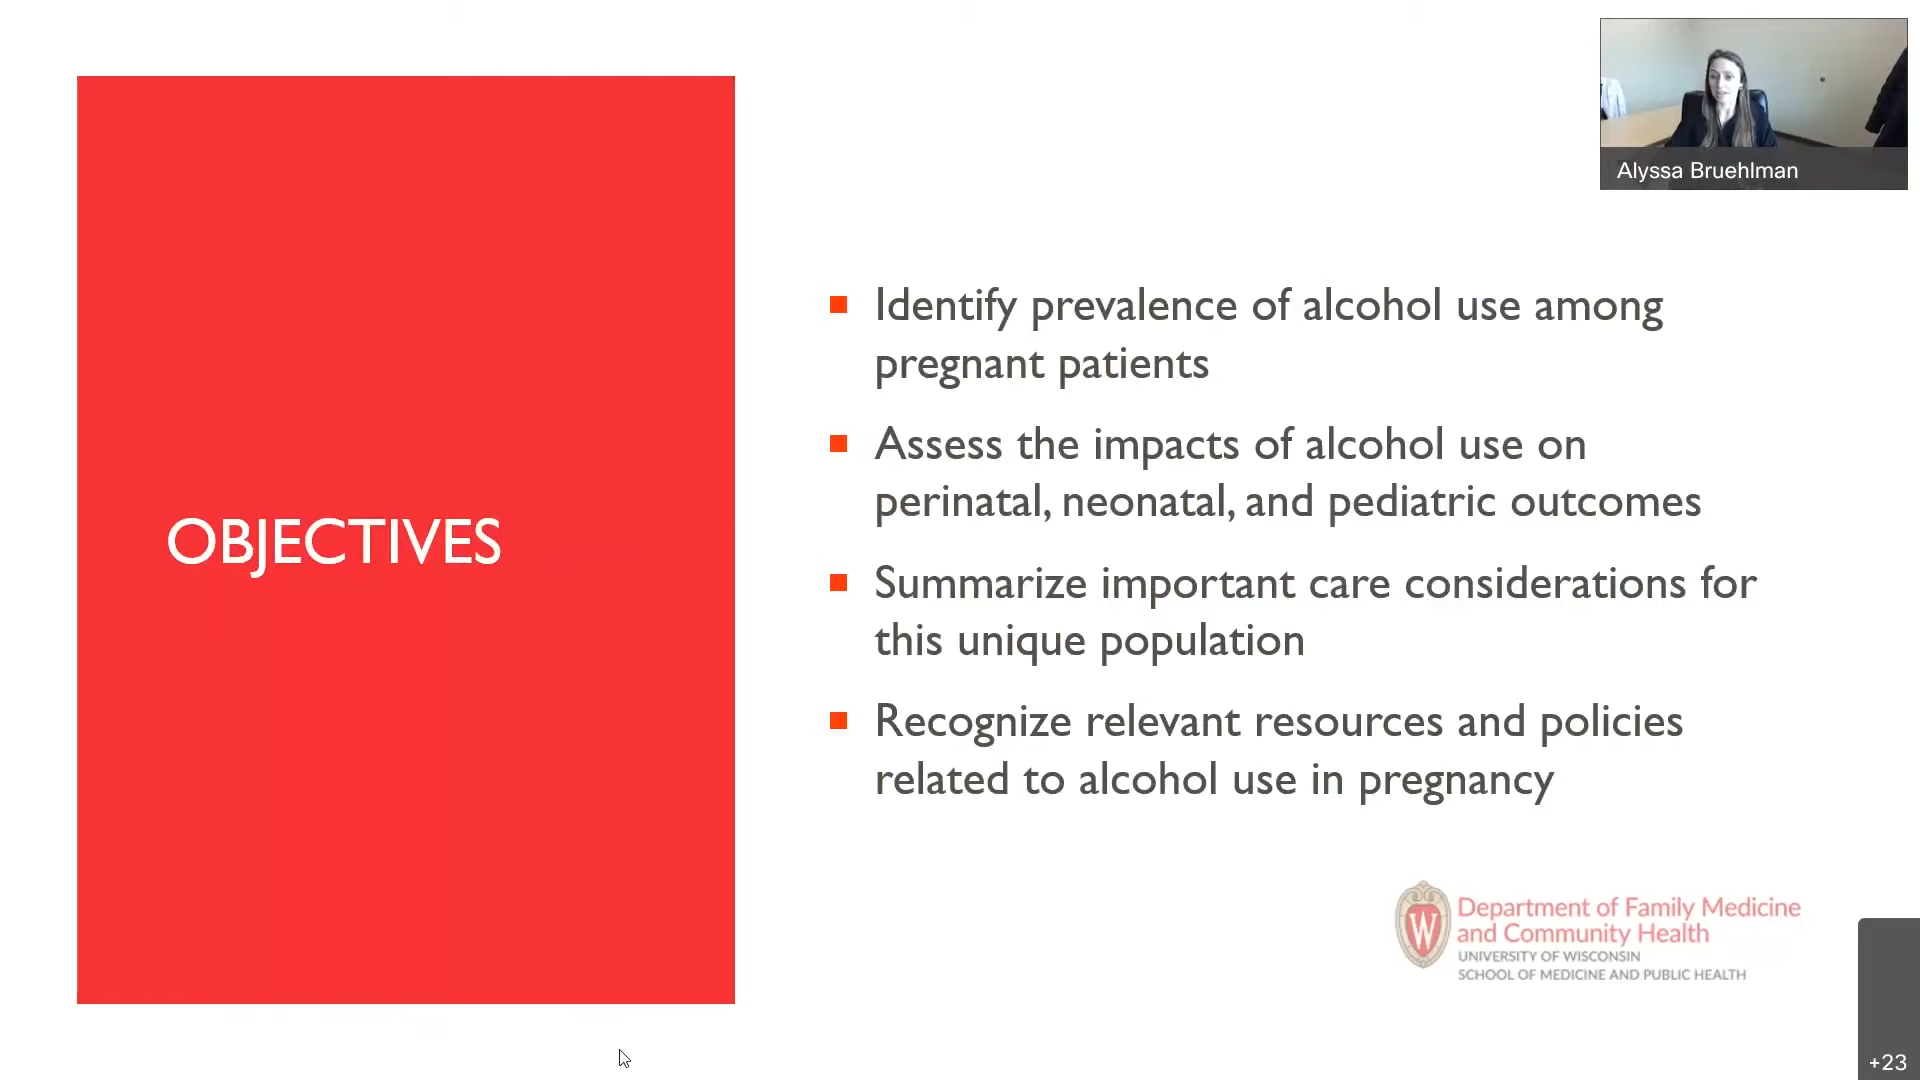 Alyssa Bruehlman
OBJECTIVES
Identify prevalence of alcohol use among
pregnant patients
Assess the impacts of alcohol use on
perinatal, neonatal, and pediatric outcomes
Summarize important care considerations for
this unique population
Recognize relevant resources and policies
related to alcohol use in pregnancy
W
Department of Family Medicine
and Community Health
UNIVERSITY OF WISCONSIN
SCHOOL OF MEDICINE AND PUBLIC HEALTH
+23